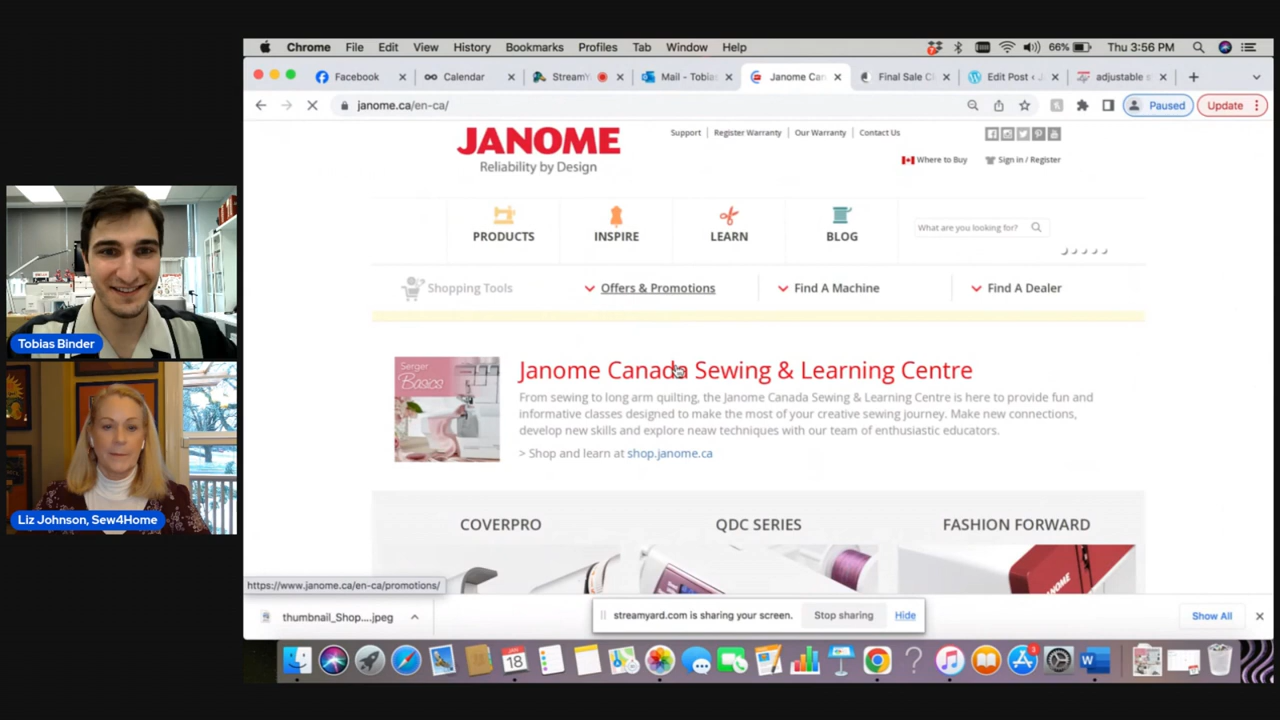 Chrome File Edit View History Bookmarks Profiles Tab Window Help 66% Thu 3:56 PM
Facebook Calendar StreamY Mail - Tobias Janome Can Final Sale C Edit Post ‹ J adjustable s
janome.ca/en-ca/ Paused Update
JANOME
Reliability by Design
Support Register Warranty Our Warranty Contact Us
Where to Buy Sign in / Register
PRODUCTS INSPIRE LEARN BLOG What are you looking for?
Shopping Tools Offers & Promotions Find A Machine Find A Dealer
Serger
Basics
Janome Canada Sewing & Learning Centre
From sewing to long arm quilting, the Janome Canada Sewing & Learning Centre is here to provide fun and
informative classes designed to make the most of your creative sewing journey. Make new connections,
develop new skills and explore neaw techniques with our team of enthusiastic educators.
> Shop and learn at shop.janome.ca
COVERPRO QDC SERIES FASHION FORWARD
JANOME
https://www.janome.ca/en-ca/promotions/
thumbnail_Shop....jpeg streamyard.com is sharing your screen. Stop sharing Hide Show All
JAN
18
3
Tobias Binder
Liz Johnson, Sew4Home